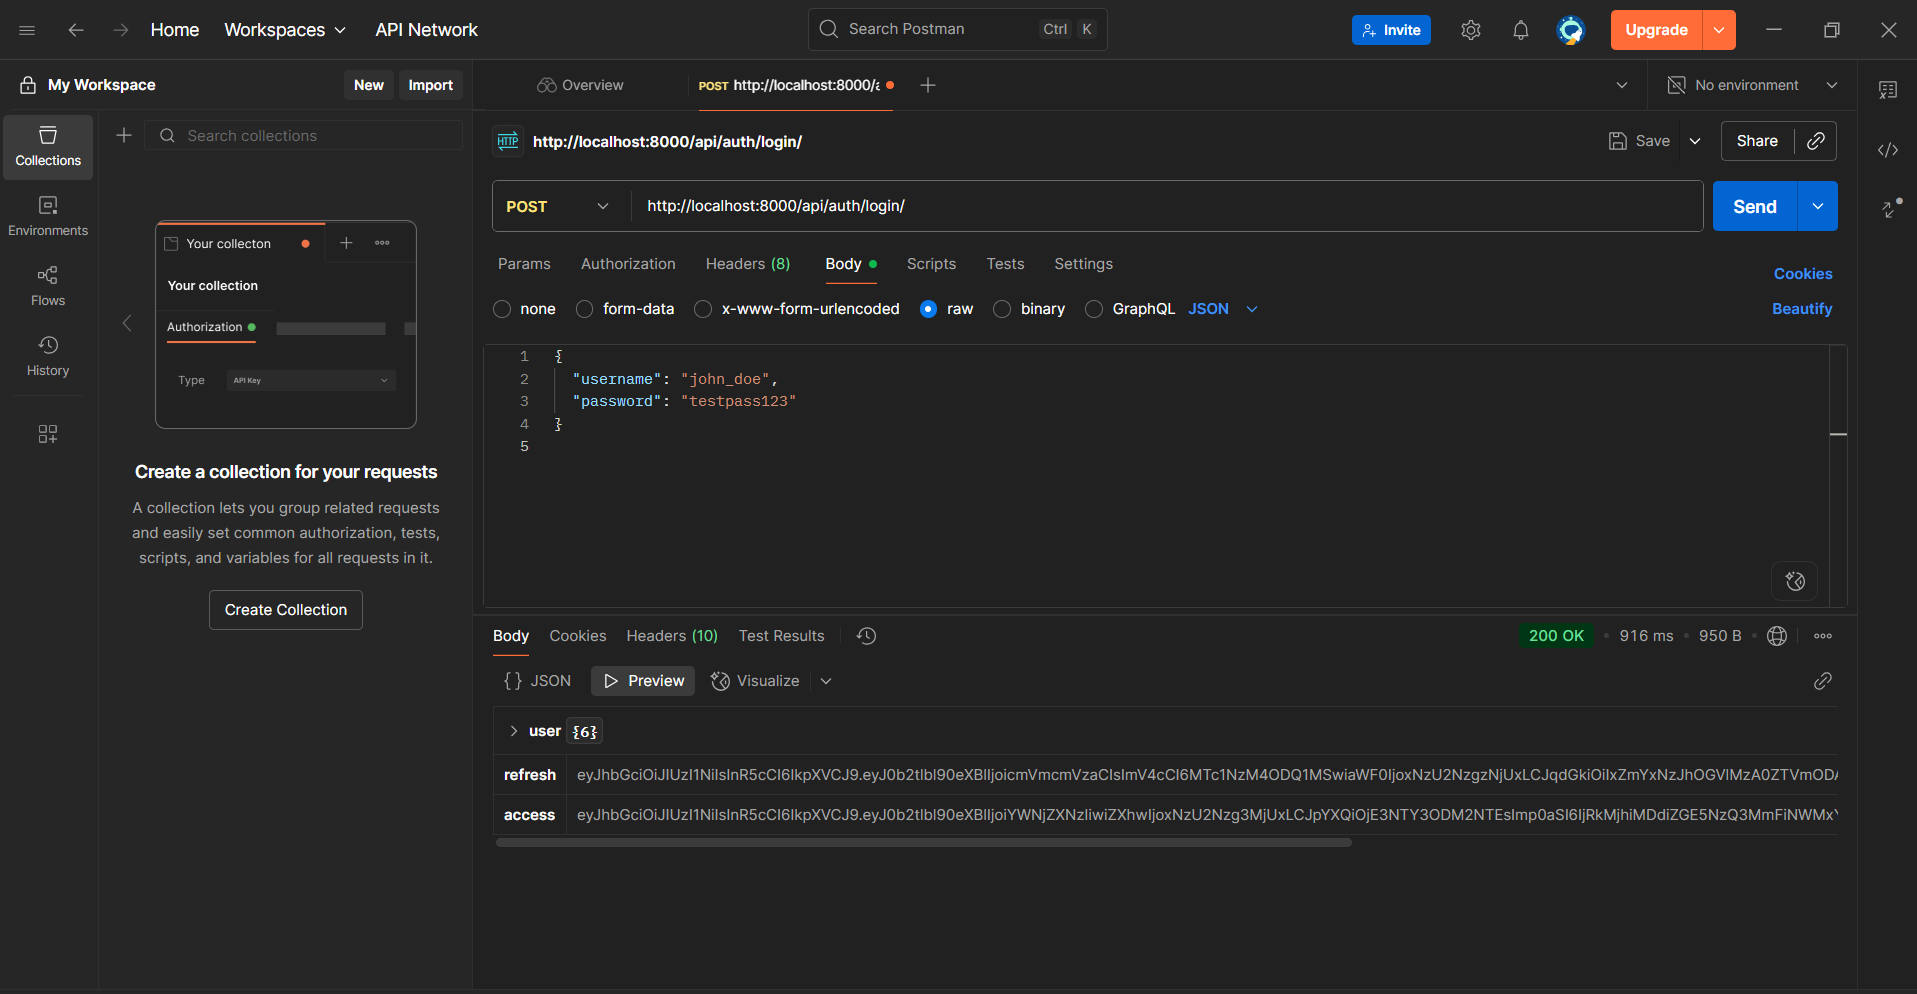 Home
Workspaces
API Network
Search Postman
Ctrl K
Invite
Upgrade
My Workspace
New
Import
Overview
POST http://localhost:8000/a
No environment
Collections
Environments
Flows
History
Search collections
Your collecton
Your collection
Authorization
Type
API Key
Create a collection for your requests
A collection lets you group related requests
and easily set common authorization, tests,
scripts, and variables for all requests in it.
Create Collection
HTTP
http://localhost:8000/api/auth/login/
Save
Share
POST
http://localhost:8000/api/auth/login/
Send
Params
Authorization
Headers (8)
Body
Scripts
Tests
Settings
Cookies
none
form-data
x-www-form-urlencoded
raw
binary
GraphQL
JSON
Beautify
1 {
2 "username": "john_doe",
3 "password": "testpass123"
4 }
5
Body
Cookies
Headers (10)
Test Results
200 OK
916 ms
950 B
{} JSON
Preview
Visualize
user {6}
refresh
access